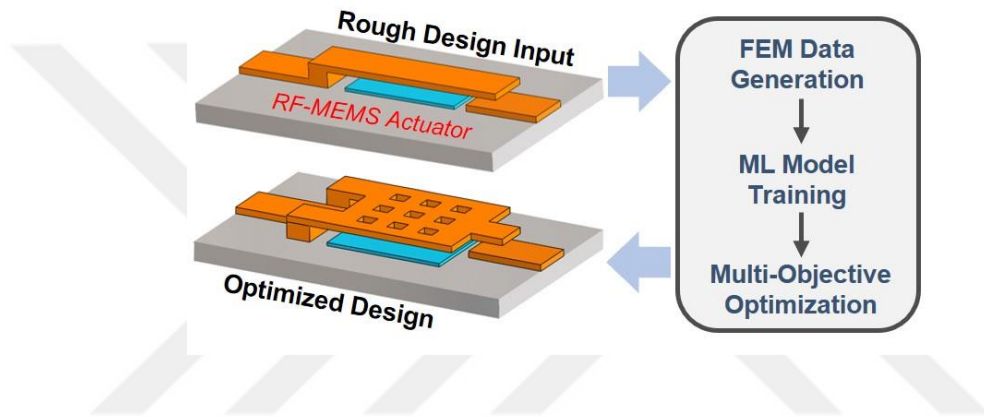 Rough Design Input
RF-MEMS Actuator
Optimized Design
FEM Data
Generation
ML Model
Training
Multi-Objective
Optimization